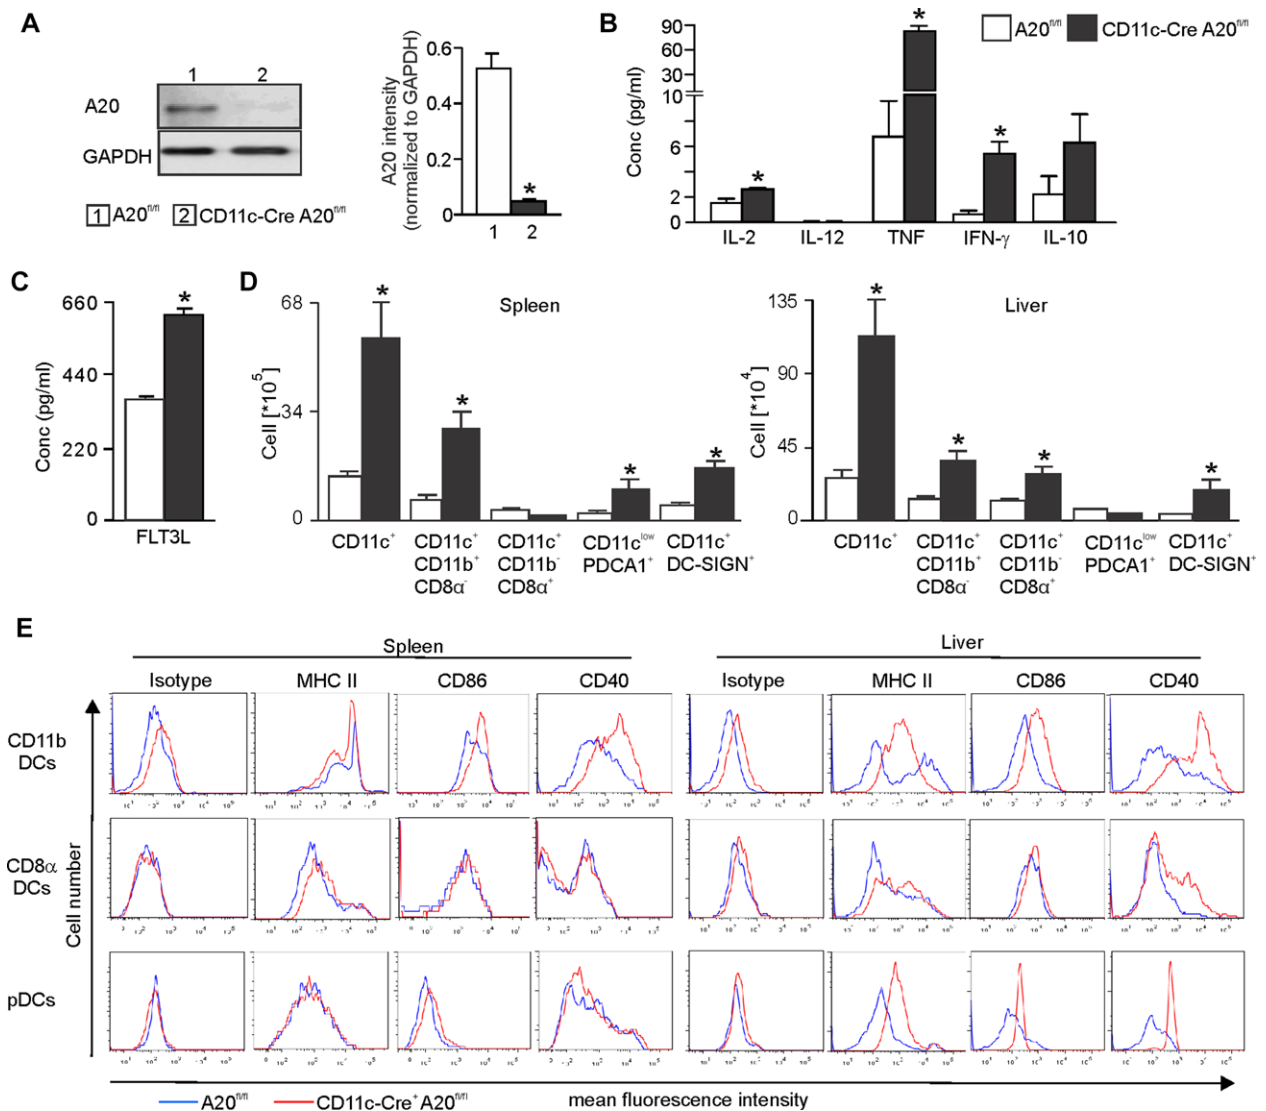 A
1 2
A20
GAPDH
1 A20fl/fl 2 CD11c-Cre A20fl/fl
A20 intensity
(normalized to GAPDH)
0.6
0.4
0.2
0
*
1 2
B
A20fl/fl CD11c-Cre A20fl/fl
Conc (pg/ml)
90
60
30
10
6
2
0
* * *
IL-2 IL-12 TNF IFN-γ IL-10
C
Conc (pg/ml)
660
440
220
0
*
FLT3L
D
Spleen
Cell [*10^5]
68
34
0
* * * *
CD11c+ CD11c+ CD11c+ CD11clow CD11c+
CD11b+ CD11b- PDCA1+ DC-SIGN+
CD8α- CD8α+
Liver
Cell [*10^4]
135
90
45
0
* * * *
CD11c+ CD11c+ CD11c+ CD11clow CD11c+
CD11b+ CD11b- PDCA1+ DC-SIGN+
CD8α- CD8α+
E
Spleen Liver
Isotype MHC II CD86 CD40 Isotype MHC II CD86 CD40
CD11b
DCs
CD8α
DCs
pDCs
Cell number
A20fl/fl CD11c-Cre+A20fl/fl mean fluorescence intensity